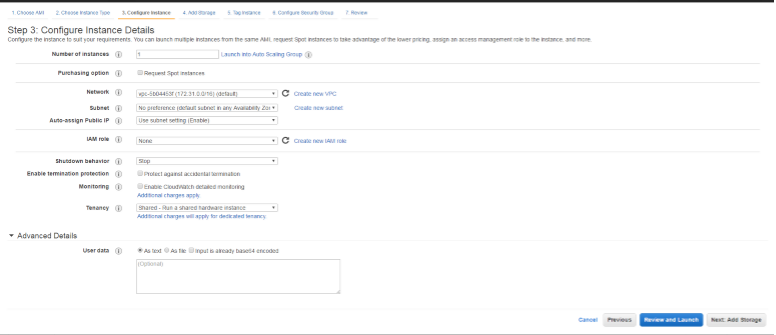 1. Choose AMI 2. Choose Instance Type 3. Configure Instance 4. Add Storage 5. Tag Instance 6. Configure Security Group 7. Review
Step 3: Configure Instance Details
Configure the instance to suit your requirements. You can launch multiple instances from the same AMI, request Spot instances to take advantage of the lower pricing, assign an access management role to the instance, and more.
Number of instances 1 Launch into Auto Scaling Group
Purchasing option Request Spot instances
Network vpc-5b04453f (172.31.0.0/16) (default) Create new VPC
Subnet No preference (default subnet in any Availability Zon Create new subnet
Auto-assign Public IP Use subnet setting (Enable)
IAM role None Create new IAM role
Shutdown behavior Stop
Enable termination protection Protect against accidental termination
Monitoring Enable CloudWatch detailed monitoring
Additional charges apply.
Tenancy Shared - Run a shared hardware instance
Additional charges will apply for dedicated tenancy.
Advanced Details
User data As text As file Input is already base64 encoded
(Optional)
Cancel Previous Review and Launch Next: Add Storage